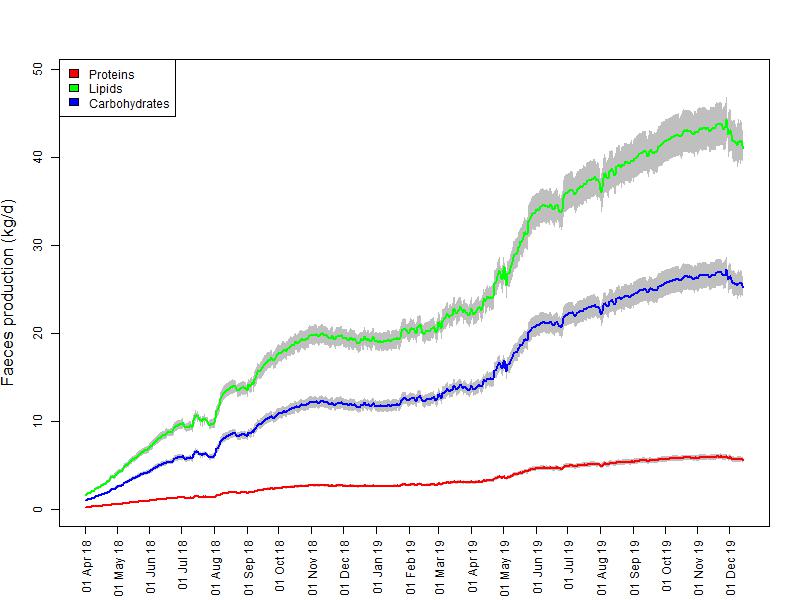 Proteins
Lipids
Carbohydrates
Faeces production (kg/d)
50
40
30
20
10
0
01 Apr 18
01 May 18
01 Jun 18
01 Jul 18
01 Aug 18
01 Sep 18
01 Oct 18
01 Nov 18
01 Dec 18
01 Jan 19
01 Feb 19
01 Mar 19
01 Apr 19
01 May 19
01 Jun 19
01 Jul 19
01 Aug 19
01 Sep 19
01 Oct 19
01 Nov 19
01 Dec 19